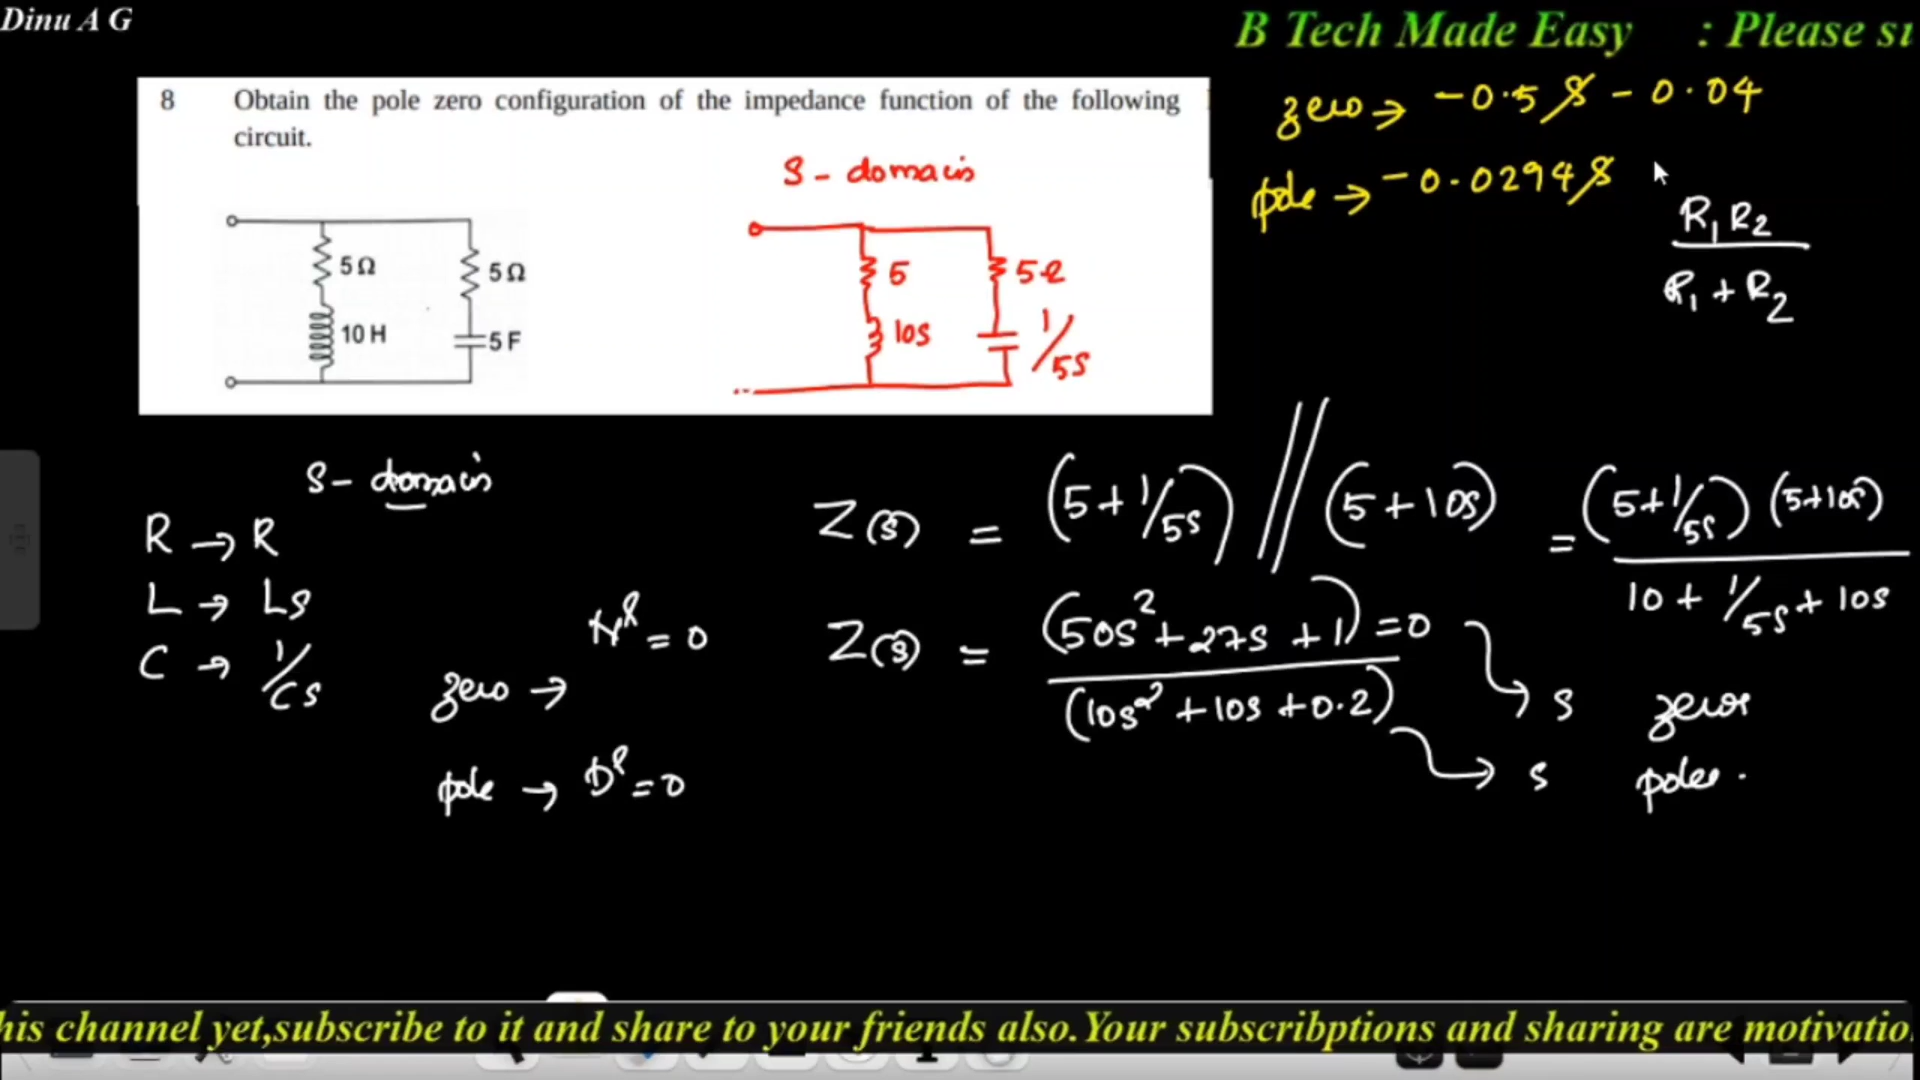 Dinu A G
B Tech Made Easy : Please su
8 Obtain the pole zero configuration of the impedance function of the following
circuit.
zero → -0.5 & -0.04
pole → -0.0294 &
S - domain
R1 R2
R1 + R2
5Ω
5Ω
10 H
5 F
5
5Ω
10s
1/5s
S - domain
R → R
L → Ls
C → 1/Cs
zero → Nr = 0
pole → Dr = 0
Z(s) = (5 + 1/5s) // (5 + 10s) = (5 + 1/5s) (5 + 10s)
10 + 1/5s + 10s
Z(s) = (50s² + 27s + 1) = 0
(10s² + 10s + 0.2)
s zeros
s poles.
his channel yet,subscribe to it and share to your friends also.Your subscribptions and sharing are motivatio